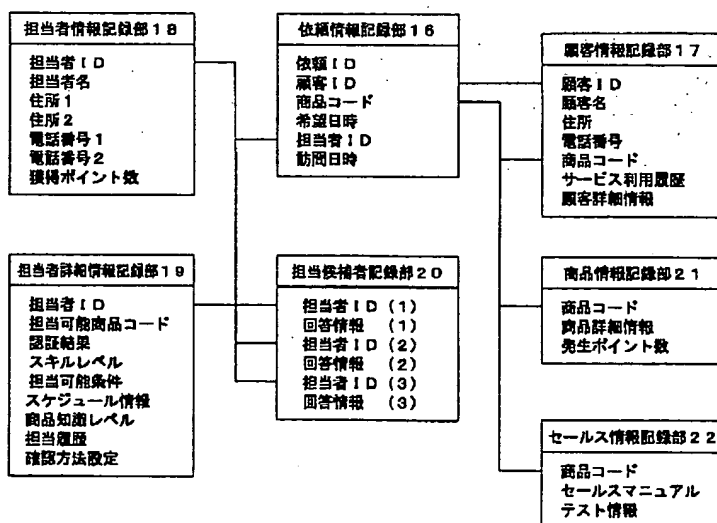 担当者情報記録部18
担当者ID
担当者名
住所1
住所2
電話番号1
電話番号2
獲得ポイント数
依頼情報記録部16
依頼ID
顧客ID
商品コード
希望日時
担当者ID
訪問日時
顧客情報記録部17
顧客ID
顧客名
住所
電話番号
商品コード
サービス利用履歴
顧客詳細情報
担当者詳細情報記録部19
担当者ID
担当可能商品コード
認証結果
スキルレベル
担当可能条件
スケジュール情報
商品知識レベル
担当履歴
確認方法設定
担当候補者記録部20
担当者ID (1)
回答情報 (1)
担当者ID (2)
回答情報 (2)
担当者ID (3)
回答情報 (3)
商品情報記録部21
商品コード
商品詳細情報
発生ポイント数
セールス情報記録部22
商品コード
セールスマニュアル
テスト情報